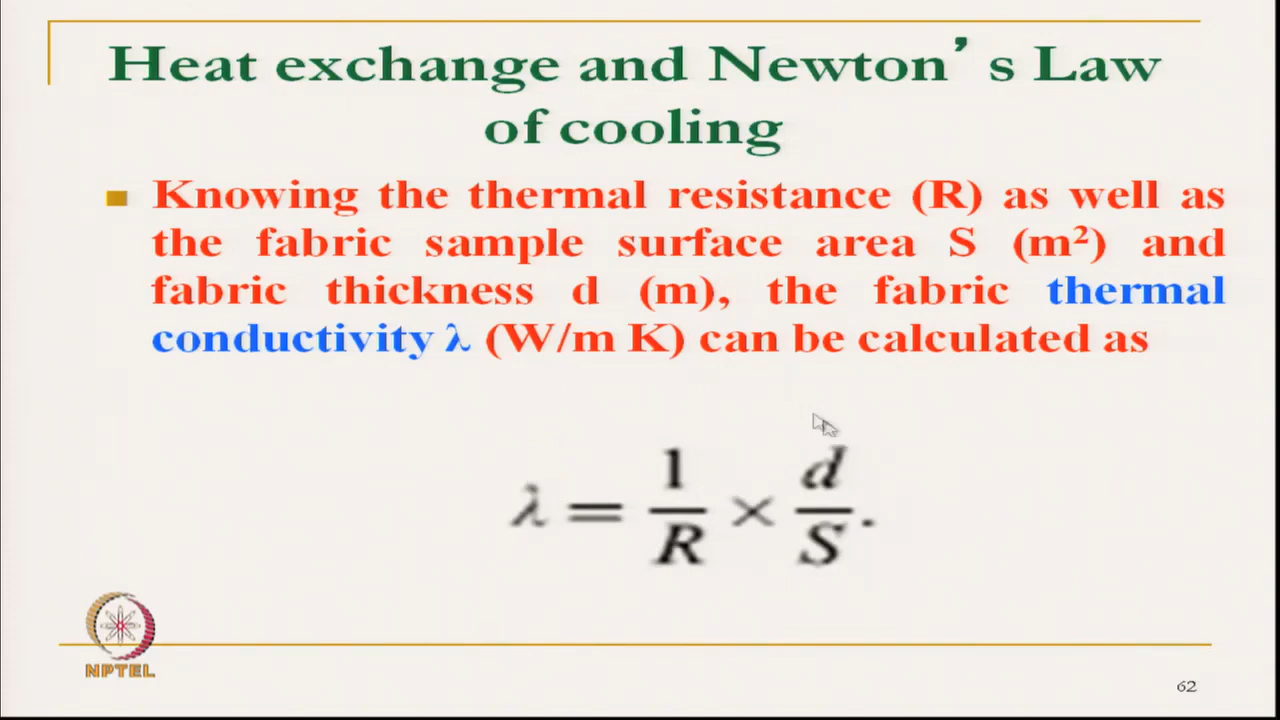 Heat exchange and Newton’s Law
of cooling
Knowing the thermal resistance (R) as well as
the fabric sample surface area S (m²) and
fabric thickness d (m), the fabric thermal
conductivity λ (W/m K) can be calculated as
λ = 1/R × d/S.
NPTEL
62